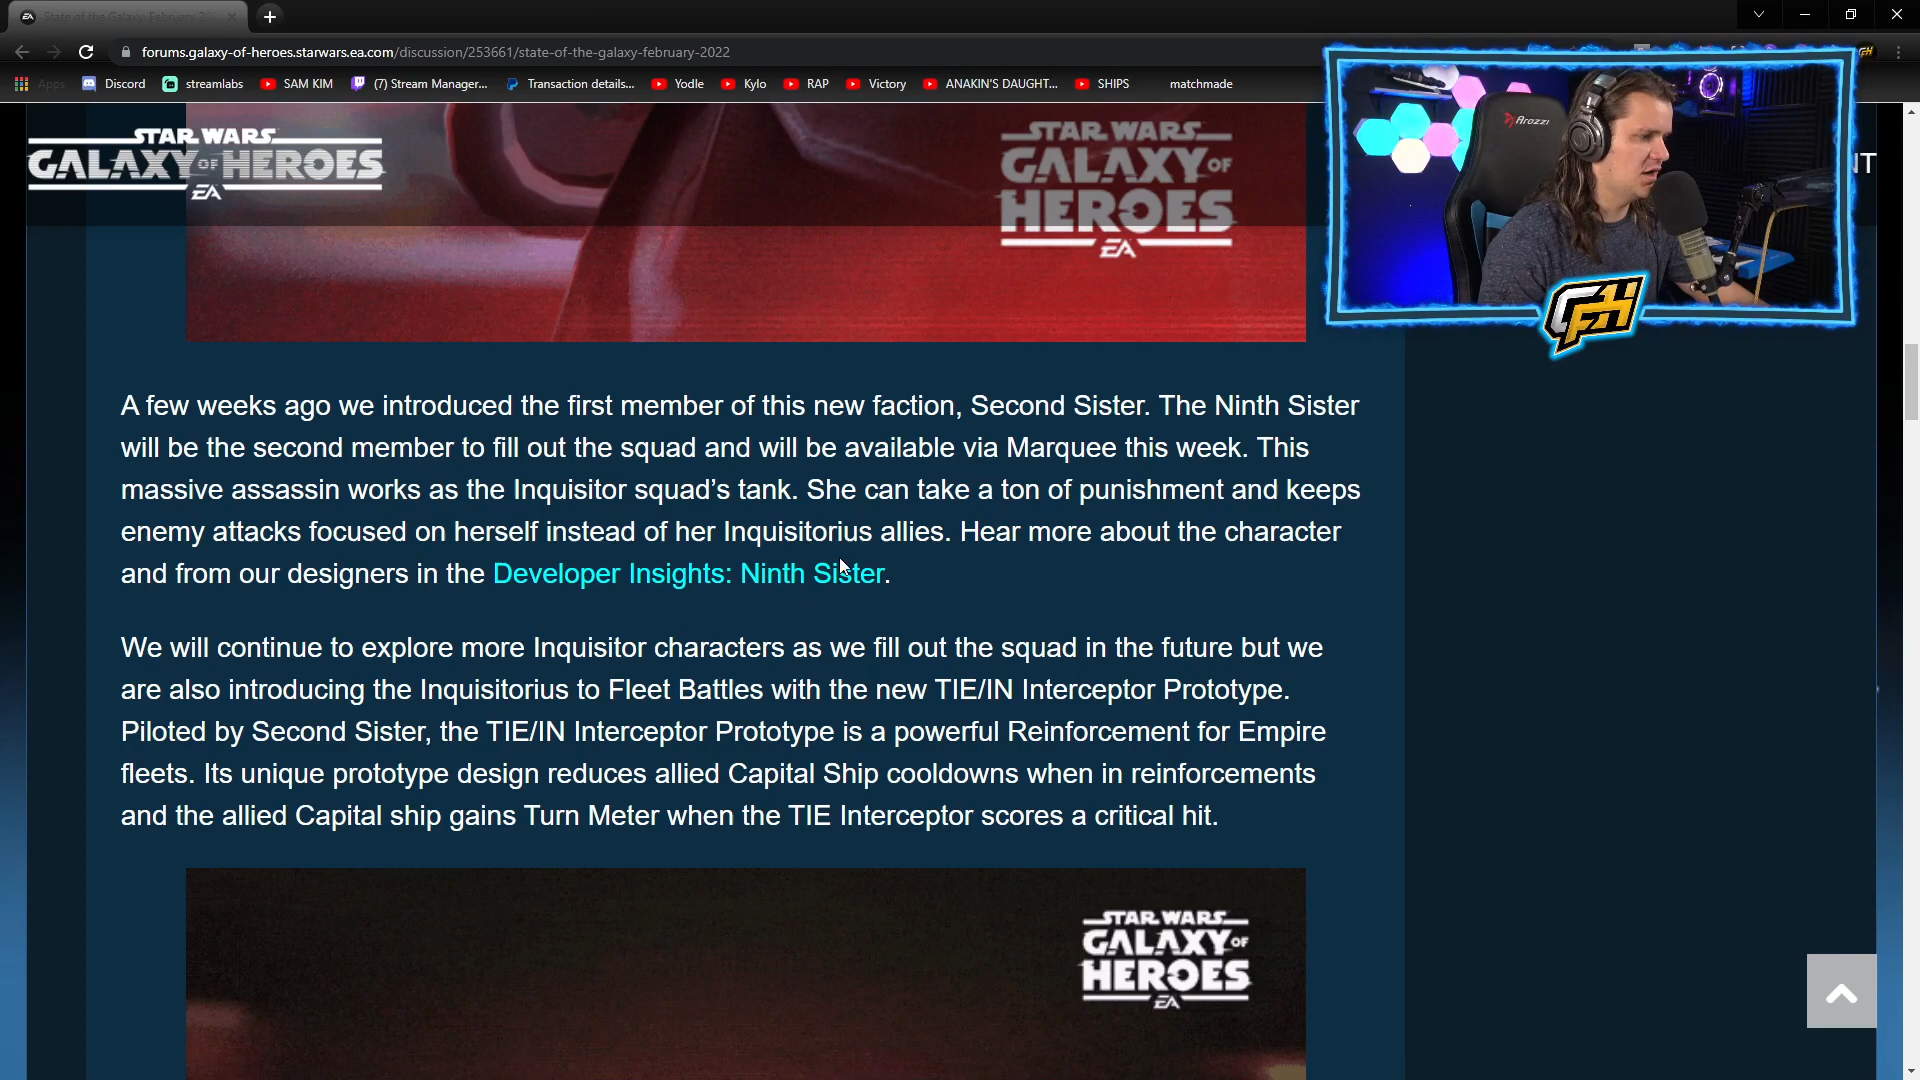 State of the Galaxy: February 20
forums.galaxy-of-heroes.starwars.ea.com/discussion/253661/state-of-the-galaxy-february-2022
Apps Discord streamlabs SAM KIM (7) Stream Manager... Transaction details... Yodle Kylo RAP Victory ANAKIN'S DAUGHT... SHIPS matchmade
STAR WARS
GALAXY OF HEROES
EA
STAR WARS
GALAXY OF
HEROES
EA
Arozzi
NT
GFH
A few weeks ago we introduced the first member of this new faction, Second Sister. The Ninth Sister
will be the second member to fill out the squad and will be available via Marquee this week. This
massive assassin works as the Inquisitor squad’s tank. She can take a ton of punishment and keeps
enemy attacks focused on herself instead of her Inquisitorius allies. Hear more about the character
and from our designers in the Developer Insights: Ninth Sister.
We will continue to explore more Inquisitor characters as we fill out the squad in the future but we
are also introducing the Inquisitorius to Fleet Battles with the new TIE/IN Interceptor Prototype.
Piloted by Second Sister, the TIE/IN Interceptor Prototype is a powerful Reinforcement for Empire
fleets. Its unique prototype design reduces allied Capital Ship cooldowns when in reinforcements
and the allied Capital ship gains Turn Meter when the TIE Interceptor scores a critical hit.
STAR WARS
GALAXY OF
HEROES
EA